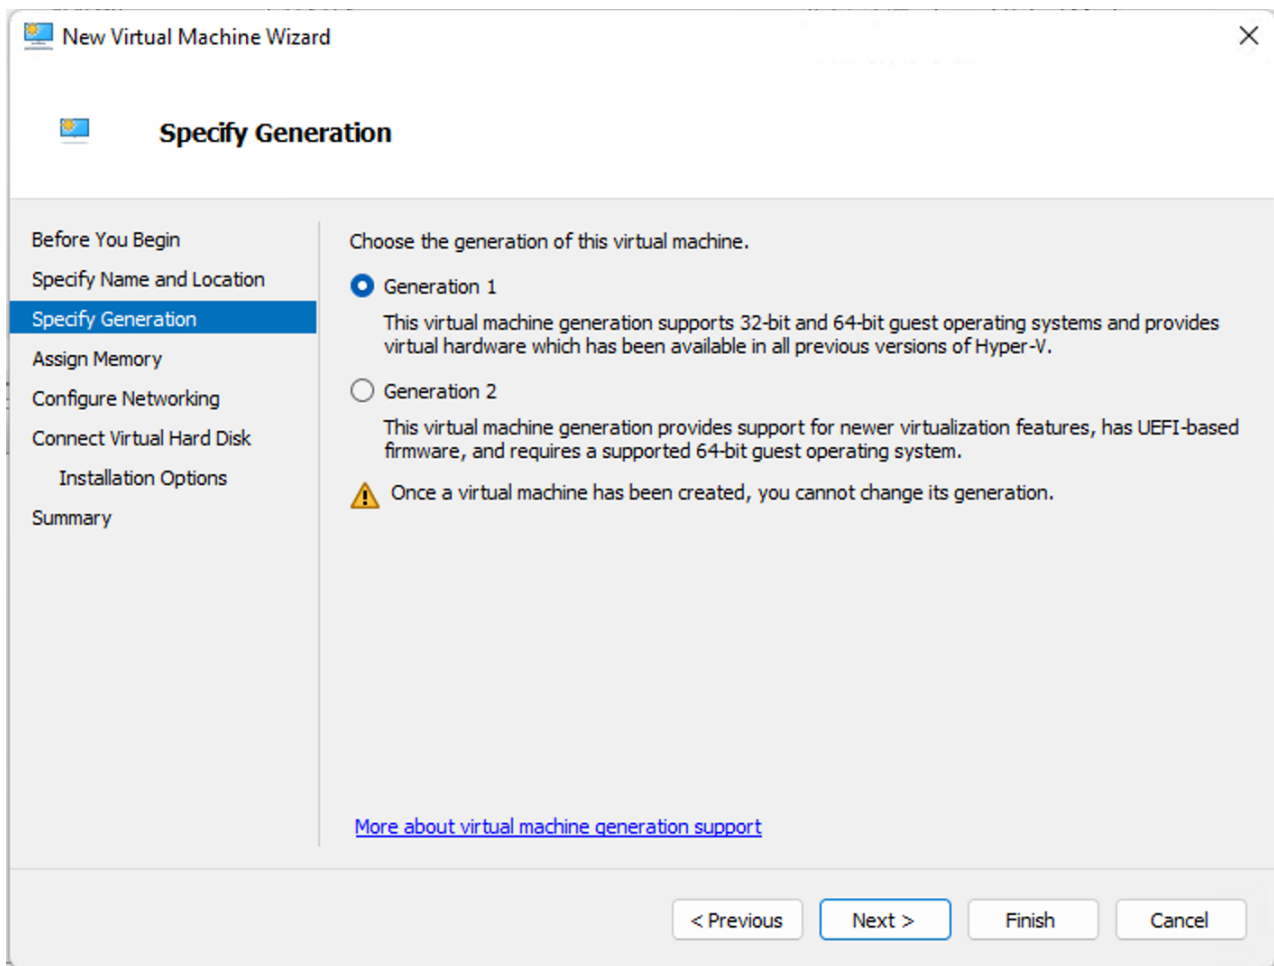 New Virtual Machine Wizard
Specify Generation
Before You Begin
Specify Name and Location
Specify Generation
Assign Memory
Configure Networking
Connect Virtual Hard Disk
Installation Options
Summary
Choose the generation of this virtual machine.
Generation 1
This virtual machine generation supports 32-bit and 64-bit guest operating systems and provides
virtual hardware which has been available in all previous versions of Hyper-V.
Generation 2
This virtual machine generation provides support for newer virtualization features, has UEFI-based
firmware, and requires a supported 64-bit guest operating system.
Once a virtual machine has been created, you cannot change its generation.
More about virtual machine generation support
< Previous
Next >
Finish
Cancel